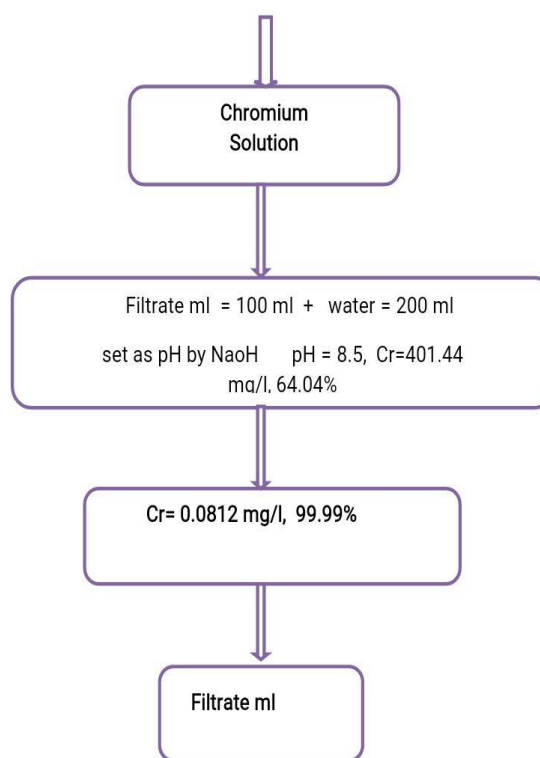 Chromium
Solution
Filtrate ml = 100 ml + water = 200 ml
set as pH by NaoH pH = 8.5, Cr=401.44
mg/l, 64.04%
Cr= 0.0812 mg/l, 99.99%
Filtrate ml